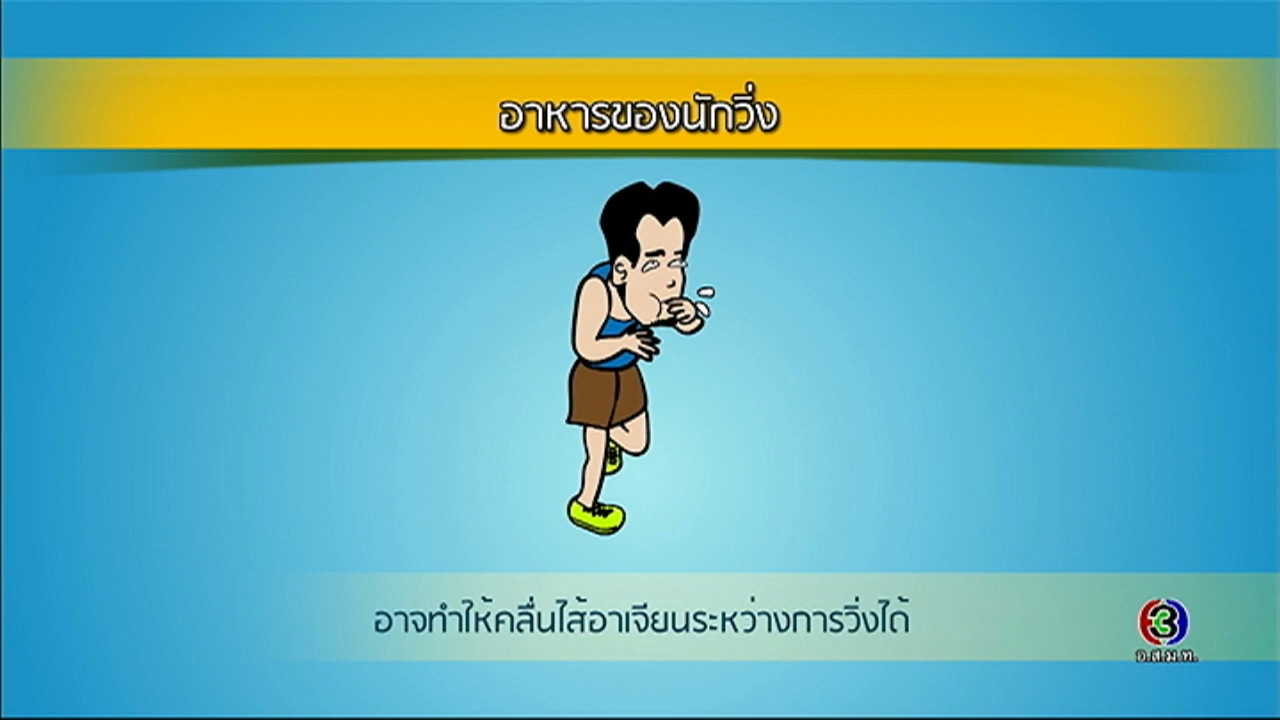 อาหารของนักวิ่ง
อาจทำให้คลื่นไส้อาเจียนระหว่างการวิ่งได้
3
อ.ส.ม.ท.